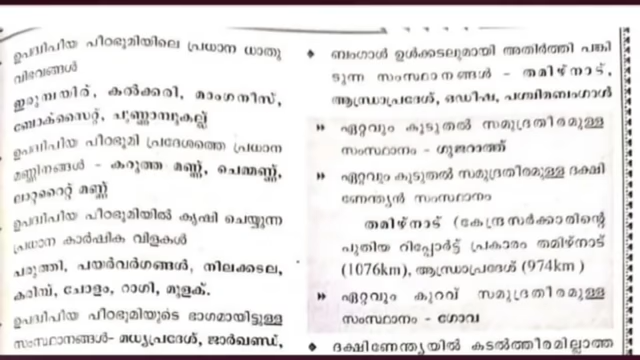 ഉപദ്വീപിയ പീഠഭൂമിയിലെ പ്രധാന ധാതു
വിഭവങ്ങൾ
ഇരുമ്പയിര്, കൽക്കരി, മാംഗനീസ്,
ബോക്സൈറ്റ്, ചുണ്ണാമ്പുകല്ല്
ഉപദ്വീപിയ പീഠഭൂമി പ്രദേശത്തെ പ്രധാന
മണ്ണിനങ്ങൾ - കറുത്ത മണ്ണ്, ചെമ്മണ്ണ്,
ലാറ്ററൈറ്റ് മണ്ണ്
ഉപദ്വീപിയ പീഠഭൂമിയിൽ കൃഷി ചെയ്യുന്ന
പ്രധാന കാർഷിക വിളകൾ
പരുത്തി, പയർവർഗങ്ങൾ, നിലക്കടല,
കരിമ്പ്, ചോളം, റാഗി, മുളക്.
ഉപദ്വീപിയ പീഠഭൂമിയുടെ ഭാഗമായിട്ടുള്ള
സംസ്ഥാനങ്ങൾ- മധ്യപ്രദേശ്, ജാർഖണ്ഡ്,
ബംഗാൾ ഉൾക്കടലുമായി അതിർത്തി പങ്കി
ടുന്ന സംസ്ഥാനങ്ങൾ - തമിഴ്നാട്,
ആന്ധ്രാപ്രദേശ്, ഒഡീഷ, പശ്ചിമബംഗാൾ
ഏറ്റവും കൂടുതൽ സമുദ്രതീരമുള്ള
സംസ്ഥാനം - ഗുജറാത്ത്
ഏറ്റവും കൂടുതൽ സമുദ്രതീരമുള്ള ദക്ഷി
ണേന്ത്യൻ സംസ്ഥാനം
തമിഴ്നാട് (കേന്ദ്രസർക്കാരിന്റെ
പുതിയ റിപ്പോർട്ട് പ്രകാരം തമിഴ്നാട്
(1076km), ആന്ധ്രാപ്രദേശ് (974km)
ഏറ്റവും കുറവ് സമുദ്രതീരമുള്ള
സംസ്ഥാനം - ഗോവ
ദക്ഷിണേന്ത്യയിൽ കടൽത്തീരമില്ലാത്ത